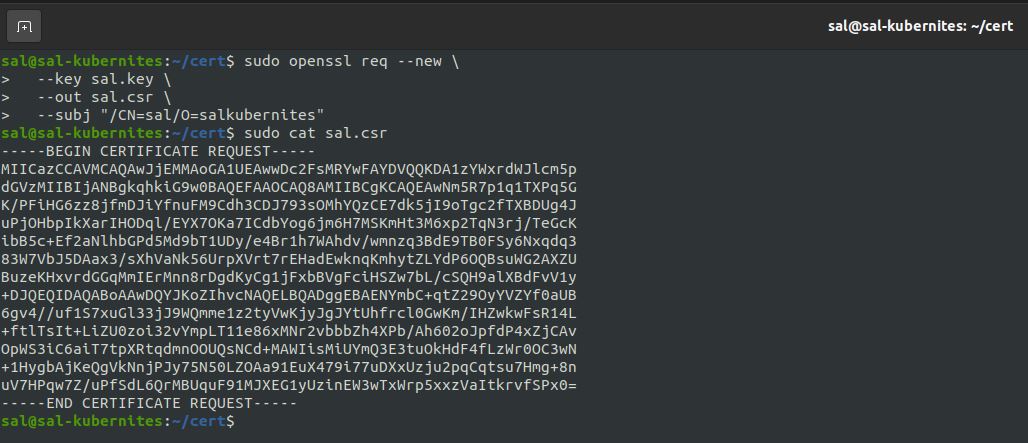 sal@sal-kubernites: ~/cert
sal@sal-kubernites:~/cert$ sudo openssl req --new \
>   --key sal.key \
>   --out sal.csr \
>   --subj "/CN=sal/O=salkubernites"
sal@sal-kubernites:~/cert$ sudo cat sal.csr
-----BEGIN CERTIFICATE REQUEST-----
MIICazCCAVMCAQAwJjEMMAoGA1UEAwwDc2FsMRYwFAYDVQQKDA1zYWxrdWJlcm5p
dGVzMIIBIjANBgkqhkiG9w0BAQEFAAOCAQ8AMIIBCgKCAQEAwNm5R7p1q1TXPq5G
K/PFiHG6zz8jfmDJiYfnuFM9Cdh3CDJ793sOMhYQzCE7dk5jI9oTgc2fTXBDUg4J
uPjOHbpIkXarIHODql/EYX7OKa7ICdbYog6jm6H7MSKmHt3M6xp2TqN3rj/TeGcK
ibB5c+Ef2aNlhbGPd5Md9bT1UDy/e4Br1h7WAhdv/wmnzq3BdE9TB0FSy6Nxqdq3
83W7VbJ5DAax3/sXhVaNk56UrpXVrt7rEHadEwknqKmhytZLYdP6OQBsuWG2AXZU
BuzeKHxvrdGGqMmIErMnn8rDgdKyCg1jFxbBVgFciHSZw7bL/cSQH9alXBdFvV1y
+DJQEQIDAQABoAAwDQYJKoZIhvcNAQELBQADggEBAENYmbC+qtZ29OyYVZYf0aUB
6gv4//uf1S7xuGl33jJ9WQmme1z2tyVwKjyJgJYtUhfrcl0GwKm/IHZwkwFsR14L
+ftlTsIt+LiZU0zoi32vYmpLT11e86xMNr2vbbbZh4XPb/Ah602oJpfdP4xZjCAv
OpWS3iC6aiT7tpXRtqdmnOOUQsNCd+MAWIisMiUYmQ3E3tuOkHdF4fLzWr0OC3wN
+1HygbAjKeQgVkNnjPJy75N50LZOAa91EuX479i77uDXxUzju2pqCqtsu7Hmg+8n
uV7HPqw7Z/uPfSdL6QrMBUquF91MJXEG1yUzinEW3wTxWrp5xxzVaItkrvfSPx0=
-----END CERTIFICATE REQUEST-----
sal@sal-kubernites:~/cert$